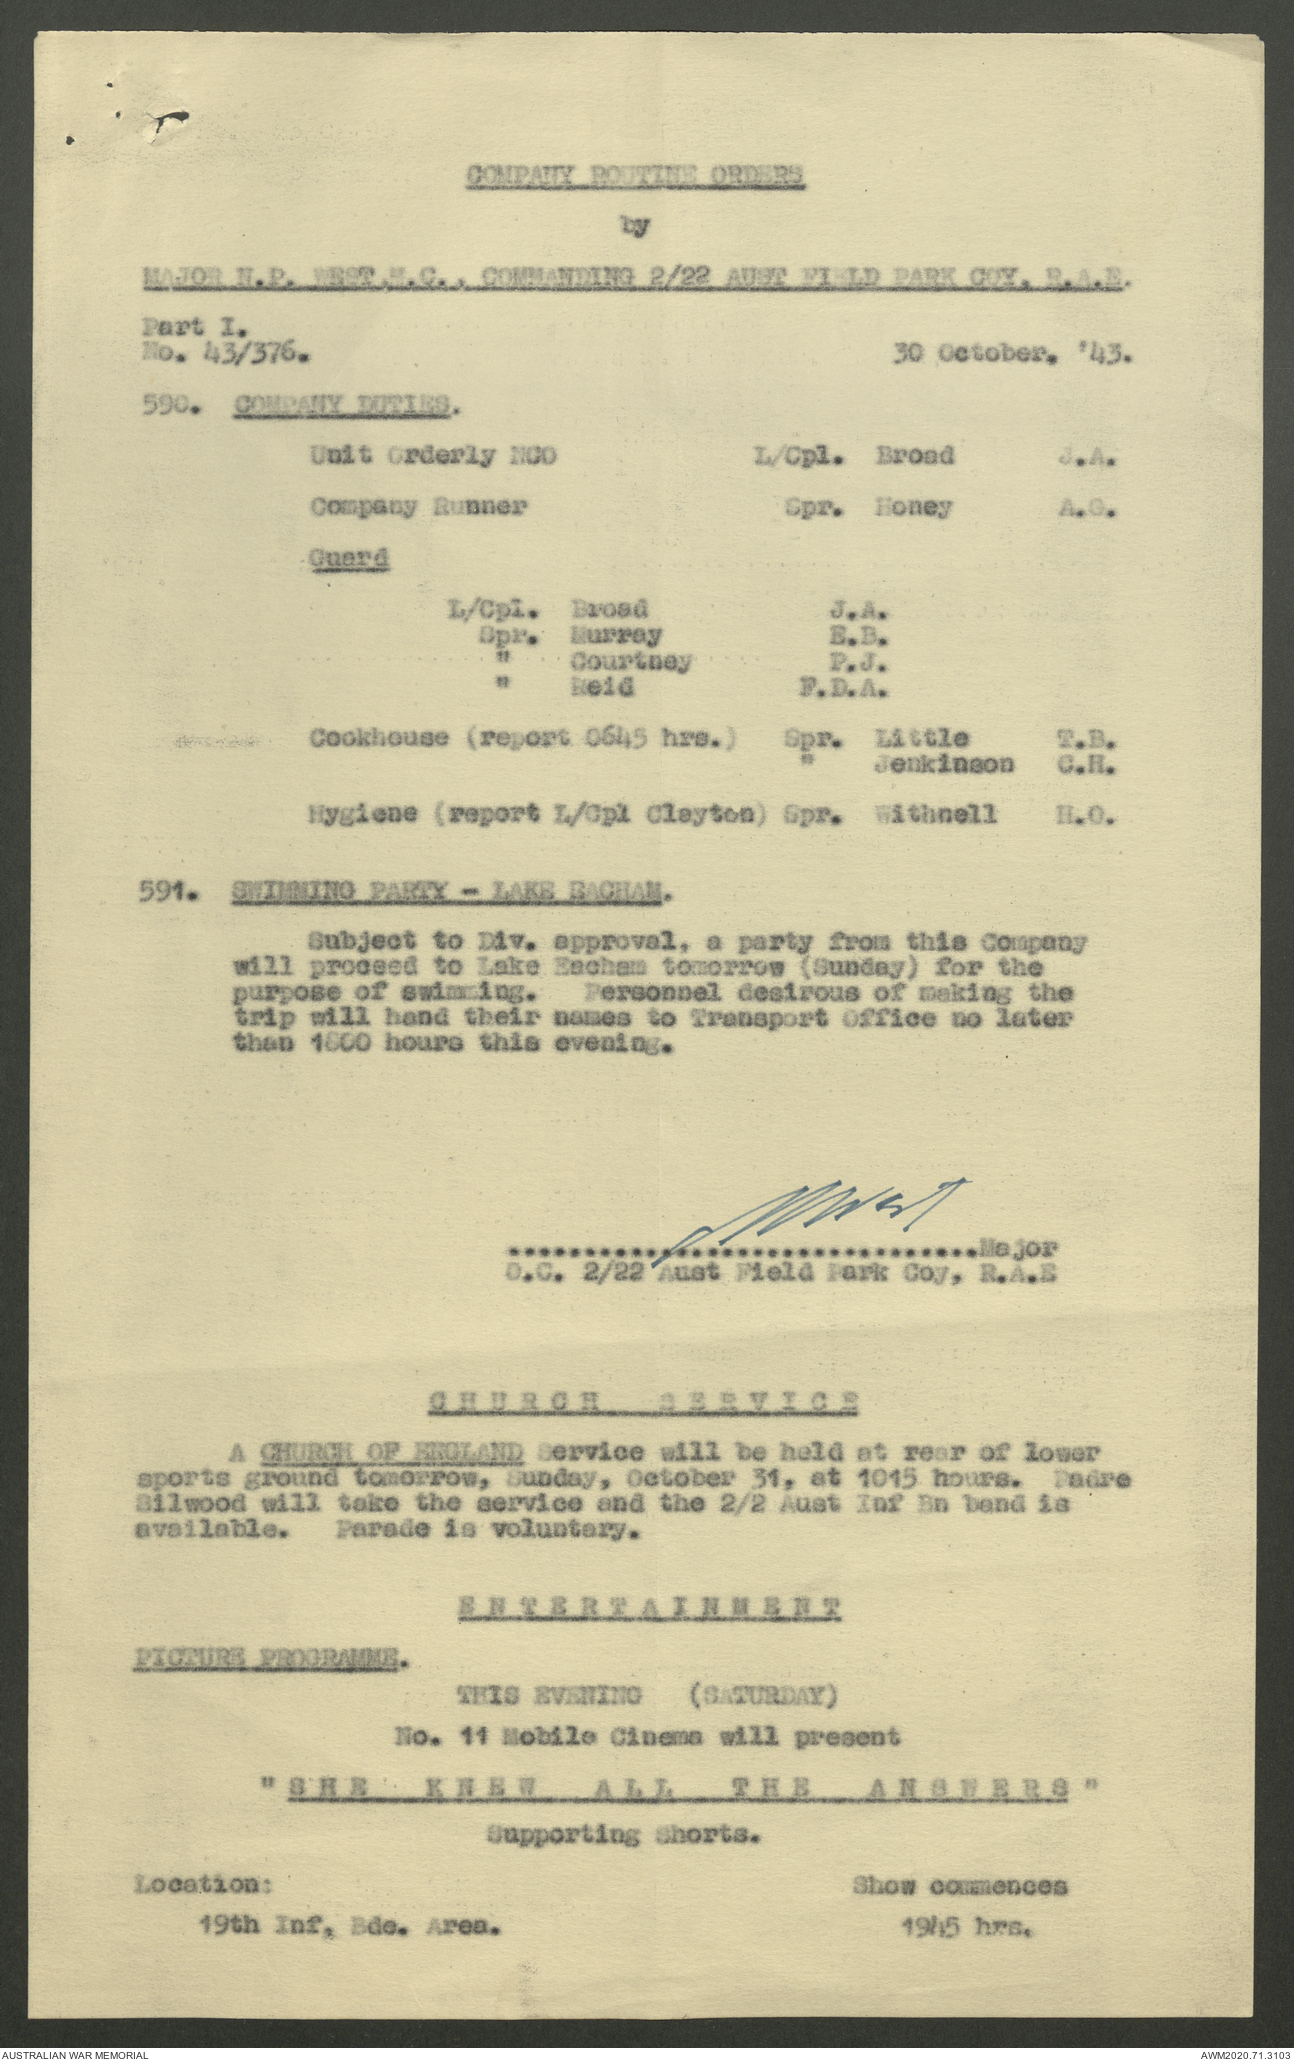 COMPANY ROUTINE ORDERS
by
MAJOR N.P. WEST.M.C., COMMANDING 2/22 AUST FIELD PARK COY, R.A.E.
Part I.
No. 43/376.
30 October. '43.
590. COMPANY DUTIES.
Unit Orderly NCO L/Cpl. Broad J.A.
Company Runner Spr. Honey A.G.
Guard
L/Cpl. Broad J.A.
Spr. Murray E.B.
" Courtney P.J.
" Reid F.D.A.
Cookhouse (report 0645 hrs.) Spr. Little T.B.
" Jenkinson C.H.
Hygiene (report L/Cpl Clayton) Spr. Withnell H.O.
591. SWIMMING PARTY - LAKE EACHAM.
Subject to Div. approval, a party from this Company
will proceed to Lake Eacham tomorrow (Sunday) for the
purpose of swimming. Personnel desirous of making the
trip will hand their names to Transport Office no later
than 1800 hours this evening.
NPWest
..............................Major
O.C. 2/22 Aust Field Park Coy, R.A.E
CHURCH SERVICE
A CHURCH OF ENGLAND Service will be held at rear of lower
sports ground tomorrow, Sunday, October 31, at 1015 hours. Padre
Silwood will take the service and the 2/2 Aust Inf Bn band is
available. Parade is voluntary.
ENTERTAINMENT
PICTURE PROGRAMME.
THIS EVENING (SATURDAY)
No. 11 Mobile Cinema will present
"SHE KNEW ALL THE ANSWERS"
Supporting Shorts.
Location:
Show commences
19th Inf, Bde. Area.
1945 hrs.
AUSTRALIAN WAR MEMORIAL
AWM2020.71.3103